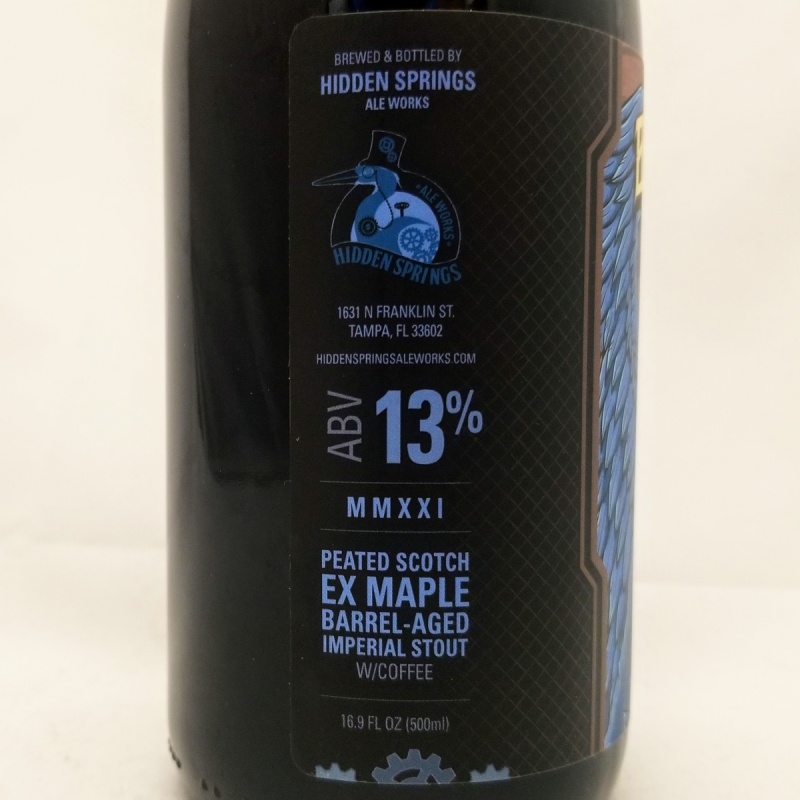 BREWED & BOTTLED BY
HIDDEN SPRINGS
ALE WORKS
• ALE WORKS •
HIDDEN SPRINGS
1631 N FRANKLIN ST.
TAMPA, FL 33602
HIDDENSPRINGSALEWORKS.COM
ABV 13%
MMXXI
PEATED SCOTCH
EX MAPLE
BARREL-AGED
IMPERIAL STOUT
W/COFFEE
16.9 FL OZ (500ml)